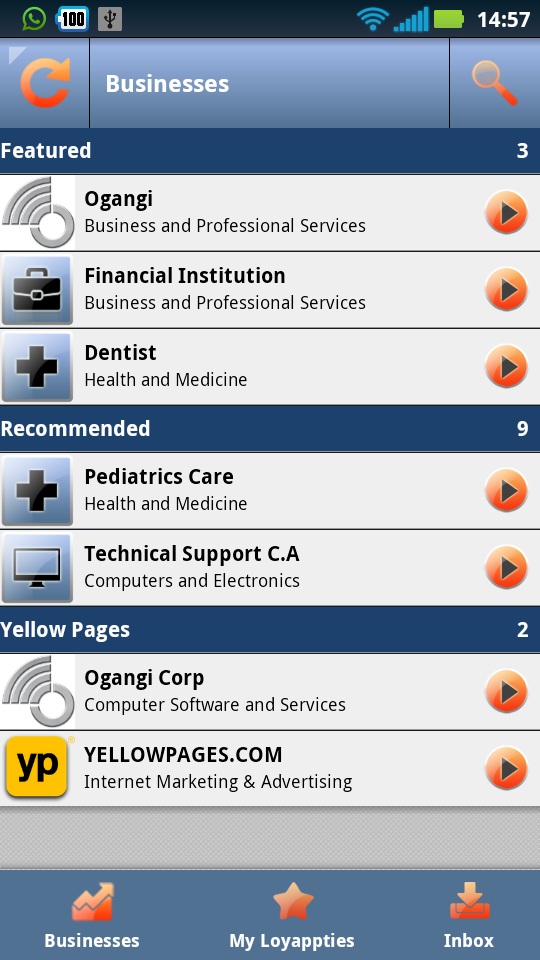 100
14:57
Businesses
Featured 3
Ogangi
Business and Professional Services
Financial Institution
Business and Professional Services
Dentist
Health and Medicine
Recommended 9
Pediatrics Care
Health and Medicine
Technical Support C.A
Computers and Electronics
Yellow Pages 2
Ogangi Corp
Computer Software and Services
yp®
YELLOWPAGES.COM
Internet Marketing & Advertising
Businesses My Loyappties Inbox